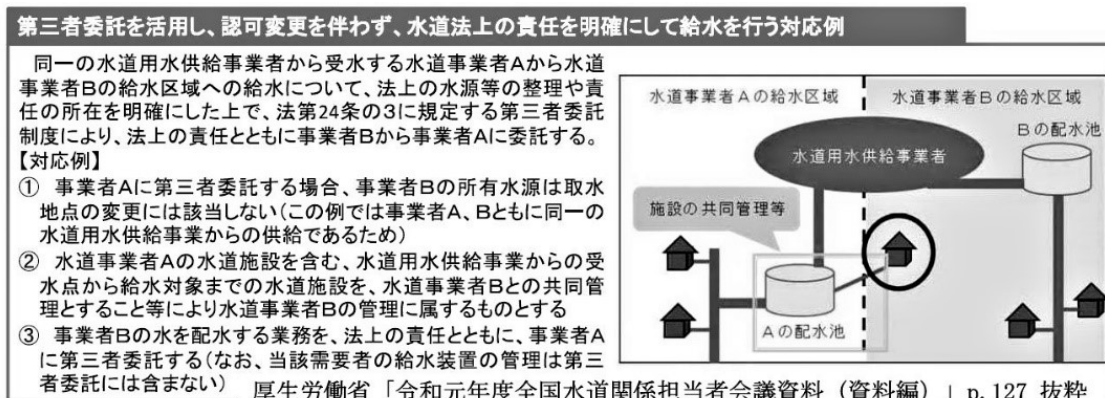 第三者委託を活用し、認可変更を伴わず、水道法上の責任を明確にして給水を行う対応例
同一の水道用水供給事業者から受水する水道事業者Aから水道
事業者Bの給水区域への給水について、法上の水源等の整理や責
任の所在を明確にした上で、法第24条の3に規定する第三者委託
制度により、法上の責任とともに事業者Bから事業者Aに委託する。
【対応例】
① 事業者Aに第三者委託する場合、事業者Bの所有水源は取水
地点の変更には該当しない(この例では事業者A、Bともに同一の
水道用水供給事業からの供給であるため)
② 水道事業者Aの水道施設を含む、水道用水供給事業からの受
水点から給水対象までの水道施設を、水道事業者Bとの共同管
理とすること等により水道事業者Bの管理に属するものとする
③ 事業者Bの水を配水する業務を、法上の責任とともに、事業者A
に第三者委託する(なお、当該需要者の給水装置の管理は第三
者委託には含まない)
水道事業者Aの給水区域
水道事業者Bの給水区域
Bの配水池
水道用水供給事業者
施設の共同管理等
Aの配水池
厚生労働省「令和元年度全国水道関係担当者会議資料(資料編)」p.127 抜粋